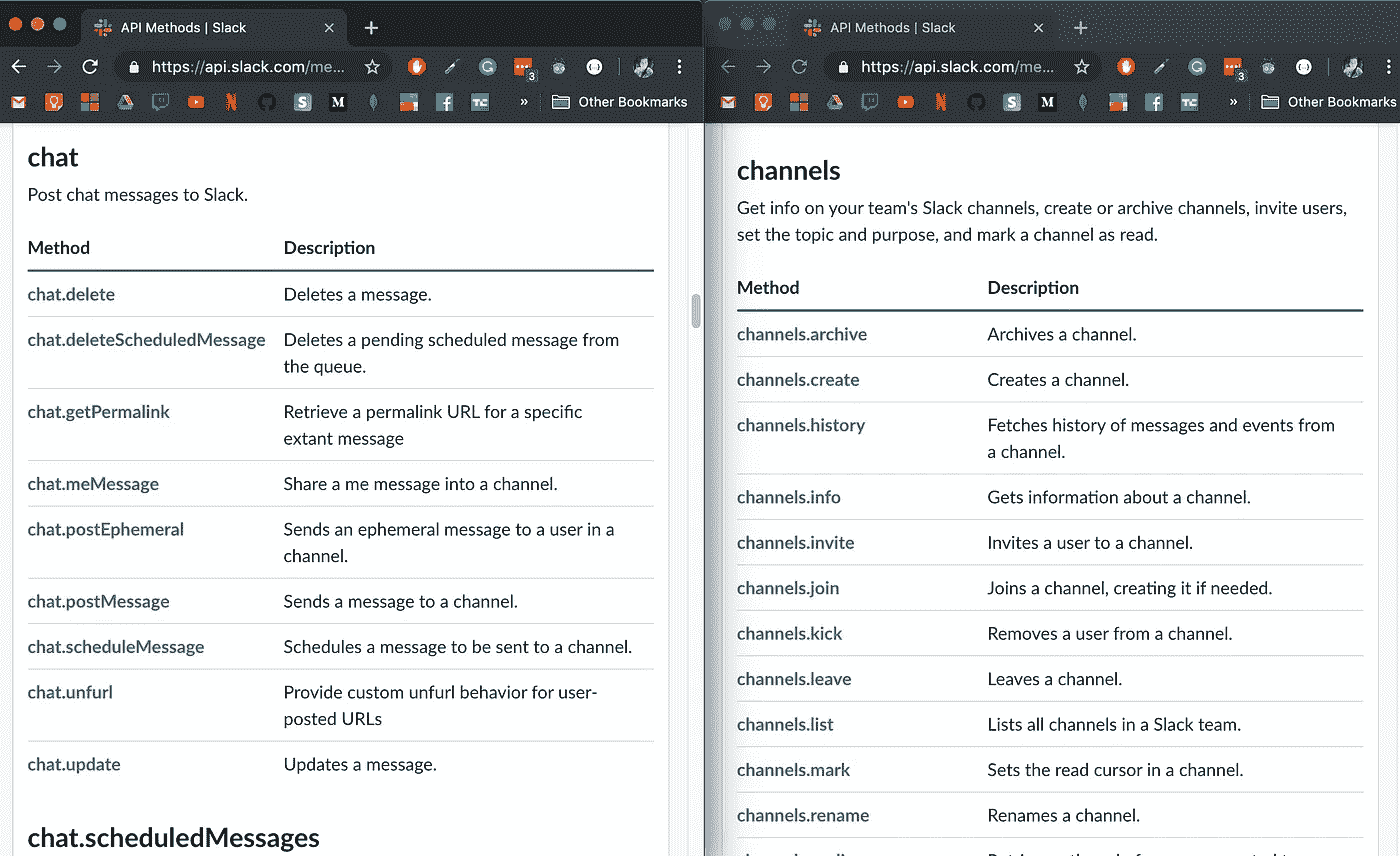 API Methods | Slack
https://api.slack.com/me...
3
M
TC
Other Bookmarks
chat
Post chat messages to Slack.
Method Description
chat.delete Deletes a message.
chat.deleteScheduledMessage Deletes a pending scheduled message from
the queue.
chat.getPermalink Retrieve a permalink URL for a specific
extant message
chat.meMessage Share a me message into a channel.
chat.postEphemeral Sends an ephemeral message to a user in a
channel.
chat.postMessage Sends a message to a channel.
chat.scheduleMessage Schedules a message to be sent to a channel.
chat.unfurl Provide custom unfurl behavior for user-
posted URLs
chat.update Updates a message.
chat.scheduledMessages
API Methods | Slack
https://api.slack.com/me...
3
M
TC
Other Bookmarks
channels
Get info on your team's Slack channels, create or archive channels, invite users,
set the topic and purpose, and mark a channel as read.
Method Description
channels.archive Archives a channel.
channels.create Creates a channel.
channels.history Fetches history of messages and events from
a channel.
channels.info Gets information about a channel.
channels.invite Invites a user to a channel.
channels.join Joins a channel, creating it if needed.
channels.kick Removes a user from a channel.
channels.leave Leaves a channel.
channels.list Lists all channels in a Slack team.
channels.mark Sets the read cursor in a channel.
channels.rename Renames a channel.